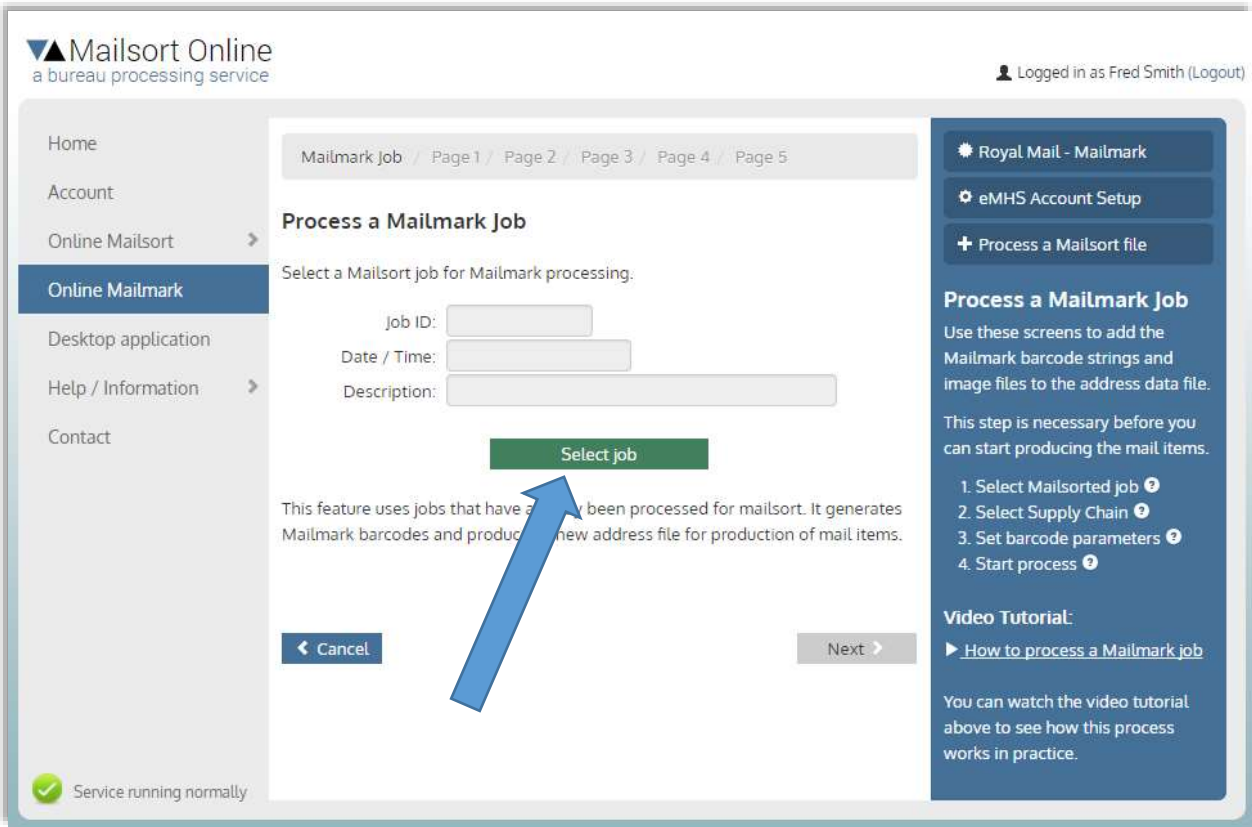 Mailsort Online
a bureau processing service
Logged in as Fred Smith (Logout)
Home
Account
Online Mailsort
Online Mailmark
Desktop application
Help / Information
Contact
Service running normally
Mailmark Job / Page 1 / Page 2 / Page 3 / Page 4 / Page 5
Process a Mailmark Job
Select a Mailsort job for Mailmark processing.
Job ID:
Date / Time:
Description:
Select job
This feature uses jobs that have been processed for mailsort. It generates
Mailmark barcodes and new address file for production of mail items.
Cancel
Next
Royal Mail - Mailmark
eMHS Account Setup
Process a Mailsort file
Process a Mailmark Job
Use these screens to add the
Mailmark barcode strings and
image files to the address data file.
This step is necessary before you
can start producing the mail items.
1. Select Mailsorted job ?
2. Select Supply Chain ?
3. Set barcode parameters ?
4. Start process ?
Video Tutorial:
How to process a Mailmark job
You can watch the video tutorial
above to see how this process
works in practice.